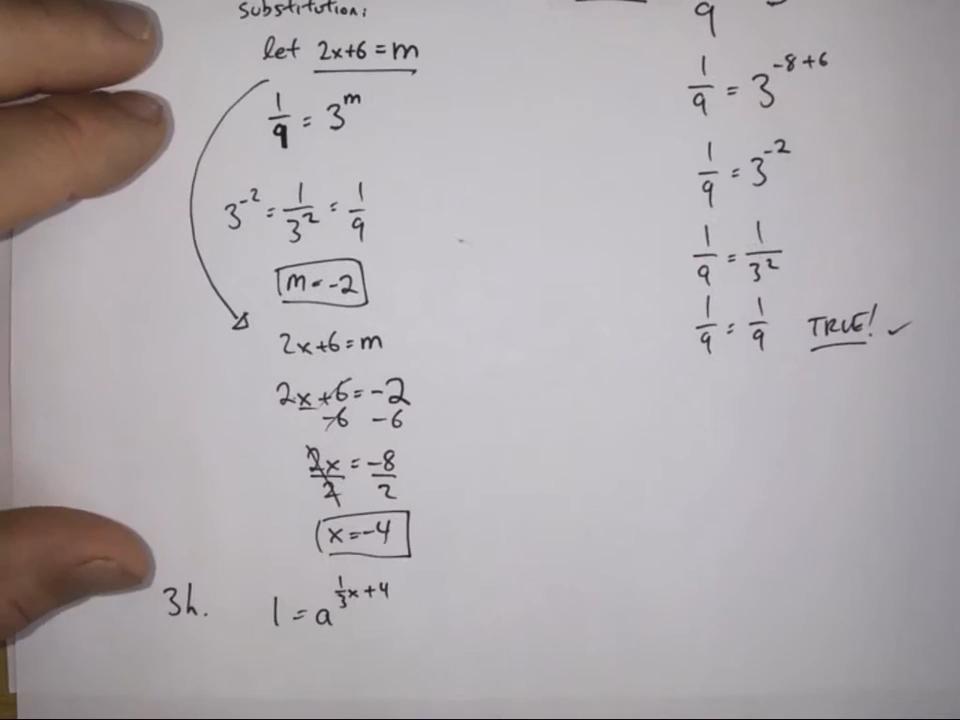 Substitution:
let 2x+6=m
1/9 = 3^m
3^-2 = 1/3^2 = 1/9
m=-2
2x+6=m
2x+6=-2
-6 -6
2x/2 = -8/2
x=-4
3h. 1=a^(1/3x+4)
9
1/9 = 3^-8+6
1/9 = 3^-2
1/9 = 1/3^2
1/9 = 1/9 TRUE! ✓